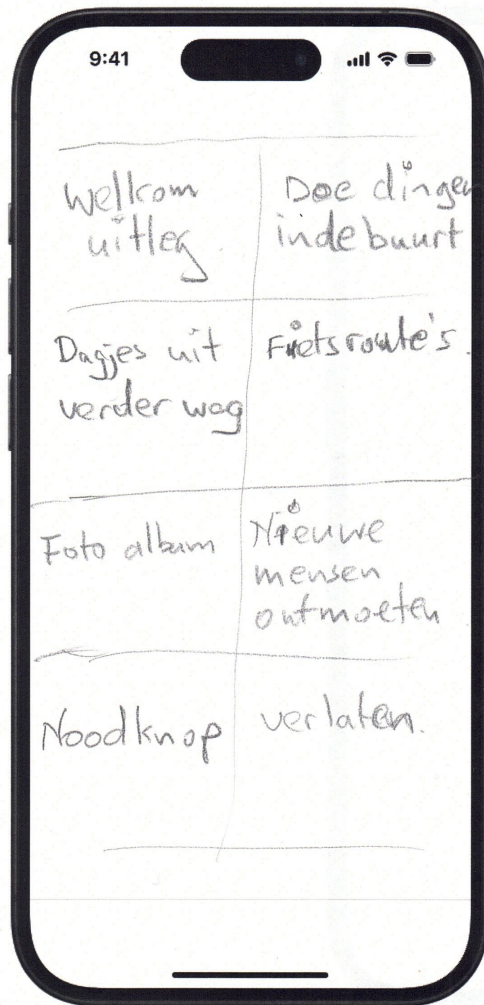 9:41
Welkom
uitleg.
Doe dingen
in de buurt
Dagjes uit
verder weg
Fietsroute's.
Foto album
Nieuwe
mensen
ontmoeten
Noodknop
verlaten.